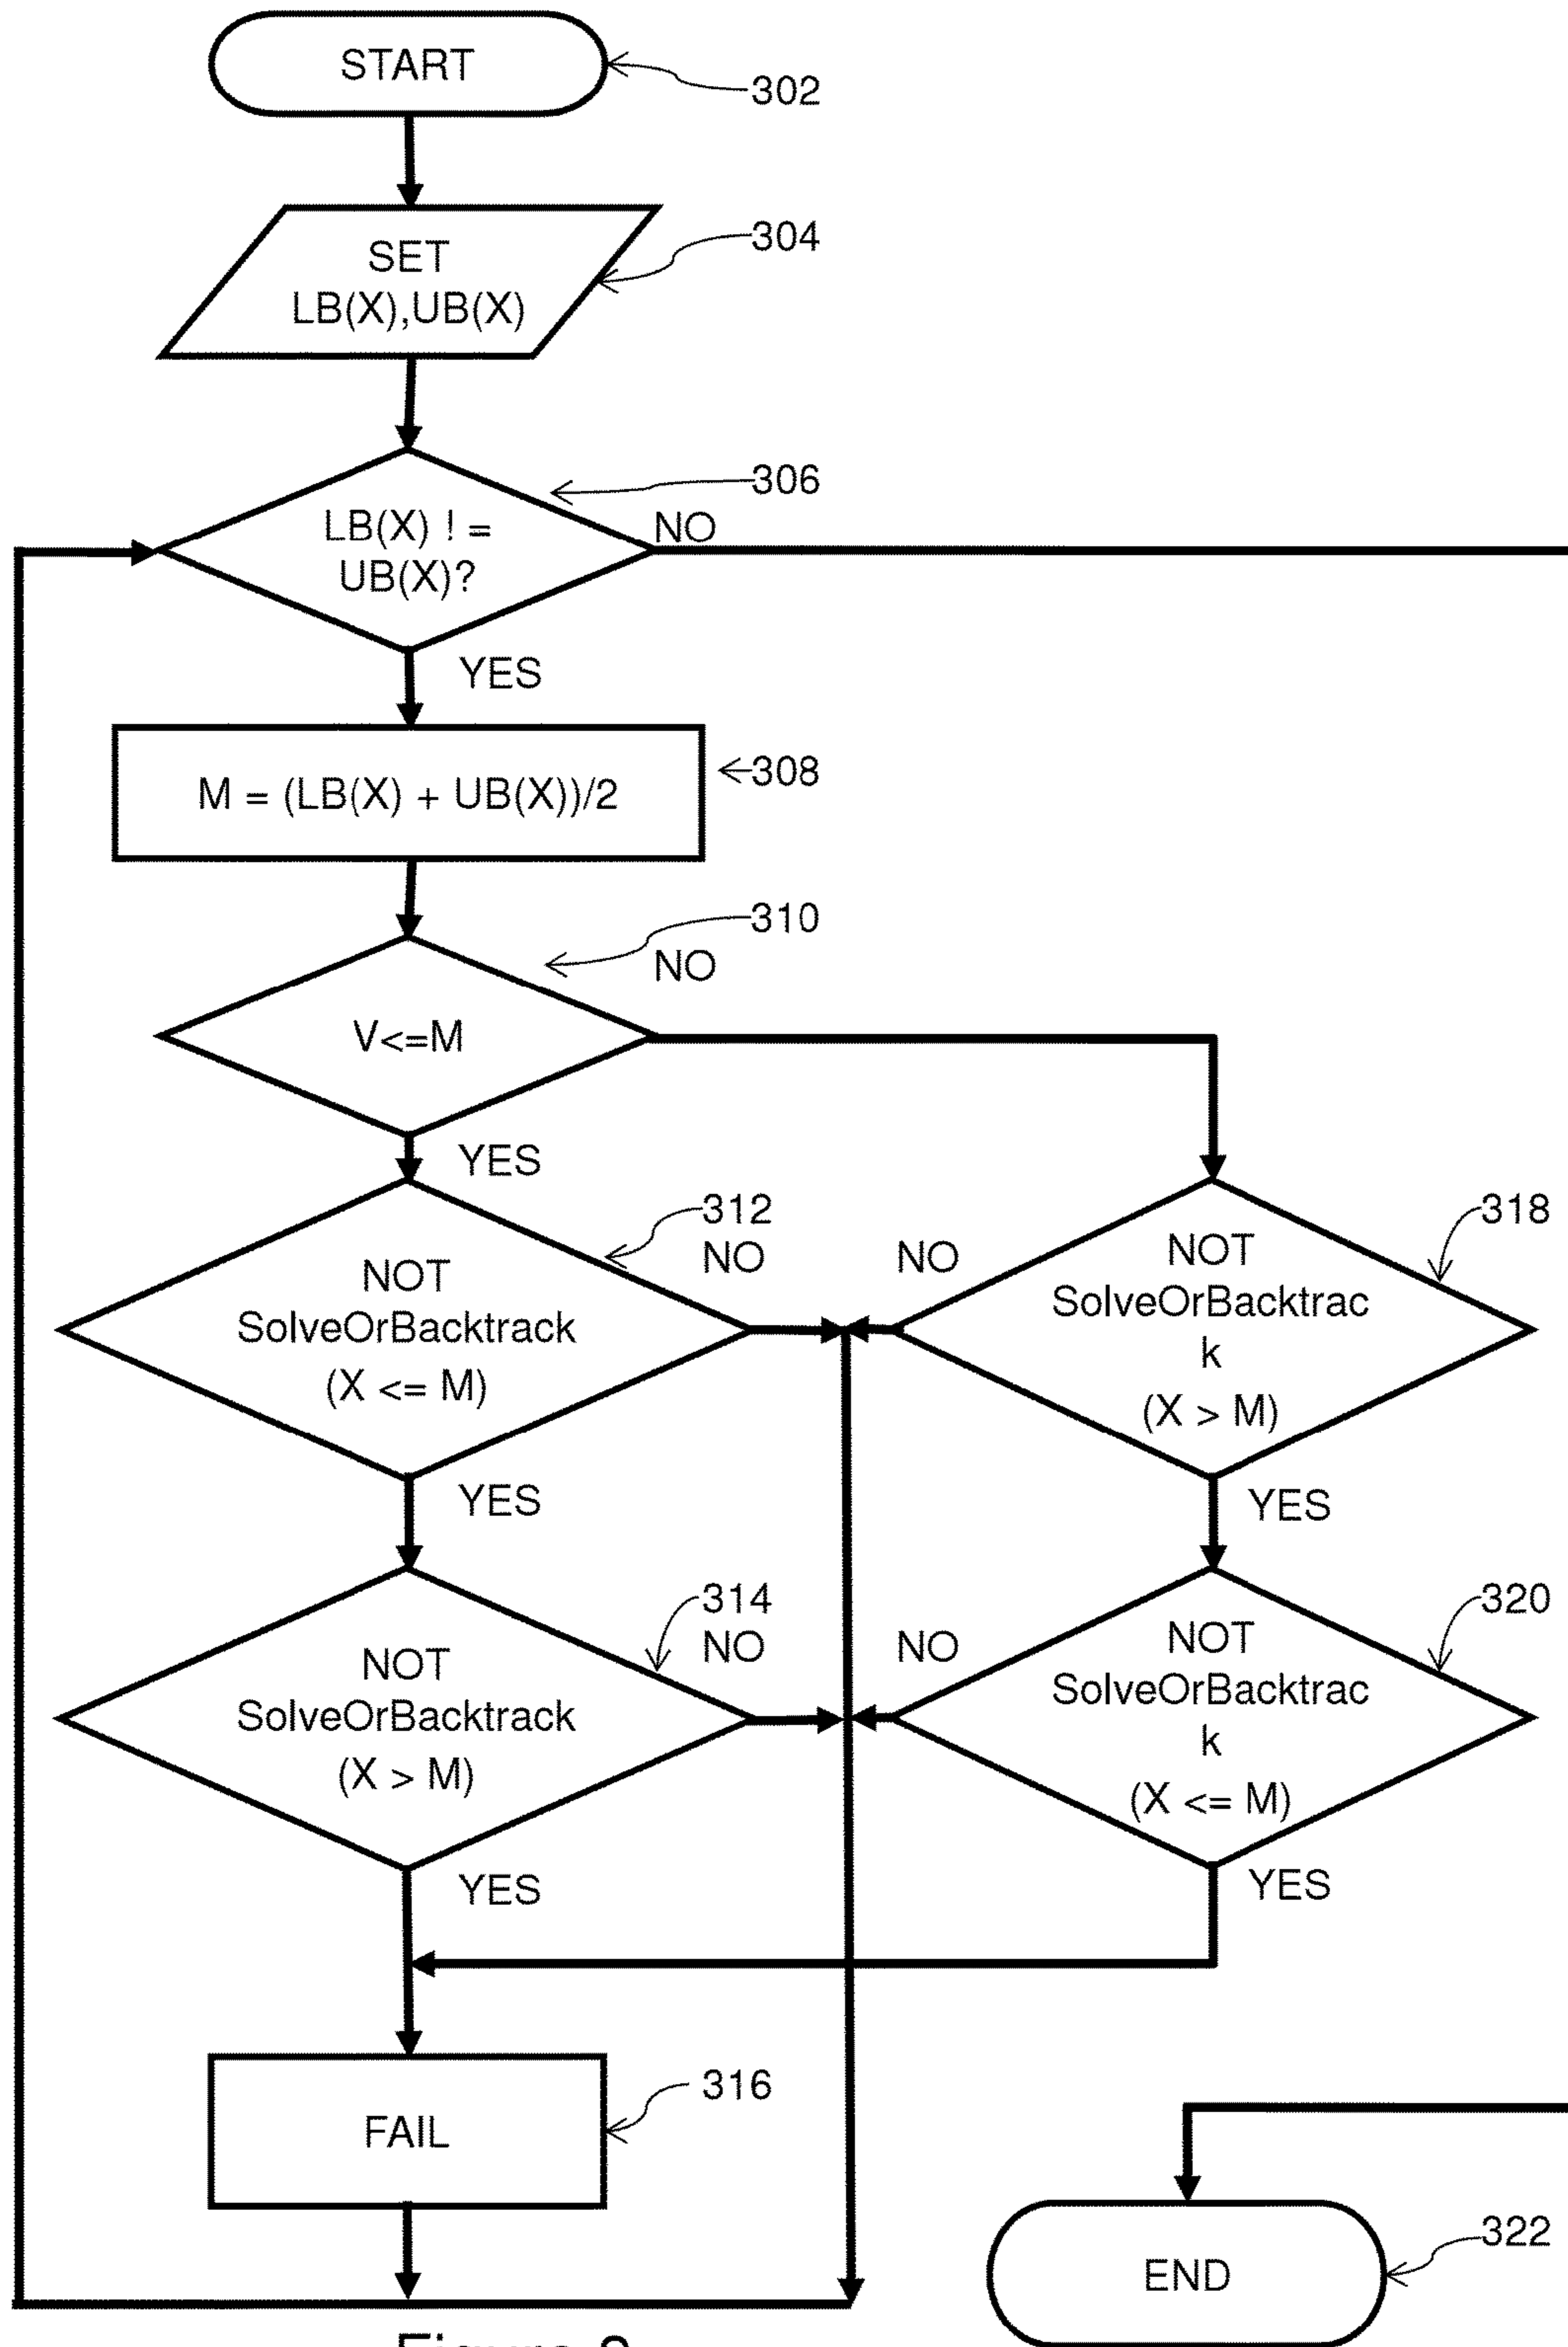 START
302
SET
LB(X),UB(X)
304
LB(X) ! =
UB(X)?
306
NO
YES
M = (LB(X) + UB(X))/2
308
310
NO
V<=M
YES
312
NO
NOT
SolveOrBacktrack
(X <= M)
NO
NOT
SolveOrBacktrac
k
(X > M)
318
YES
YES
314
NO
NOT
SolveOrBacktrack
(X > M)
NO
NOT
SolveOrBacktrac
k
(X <= M)
320
YES
YES
FAIL
316
END
322